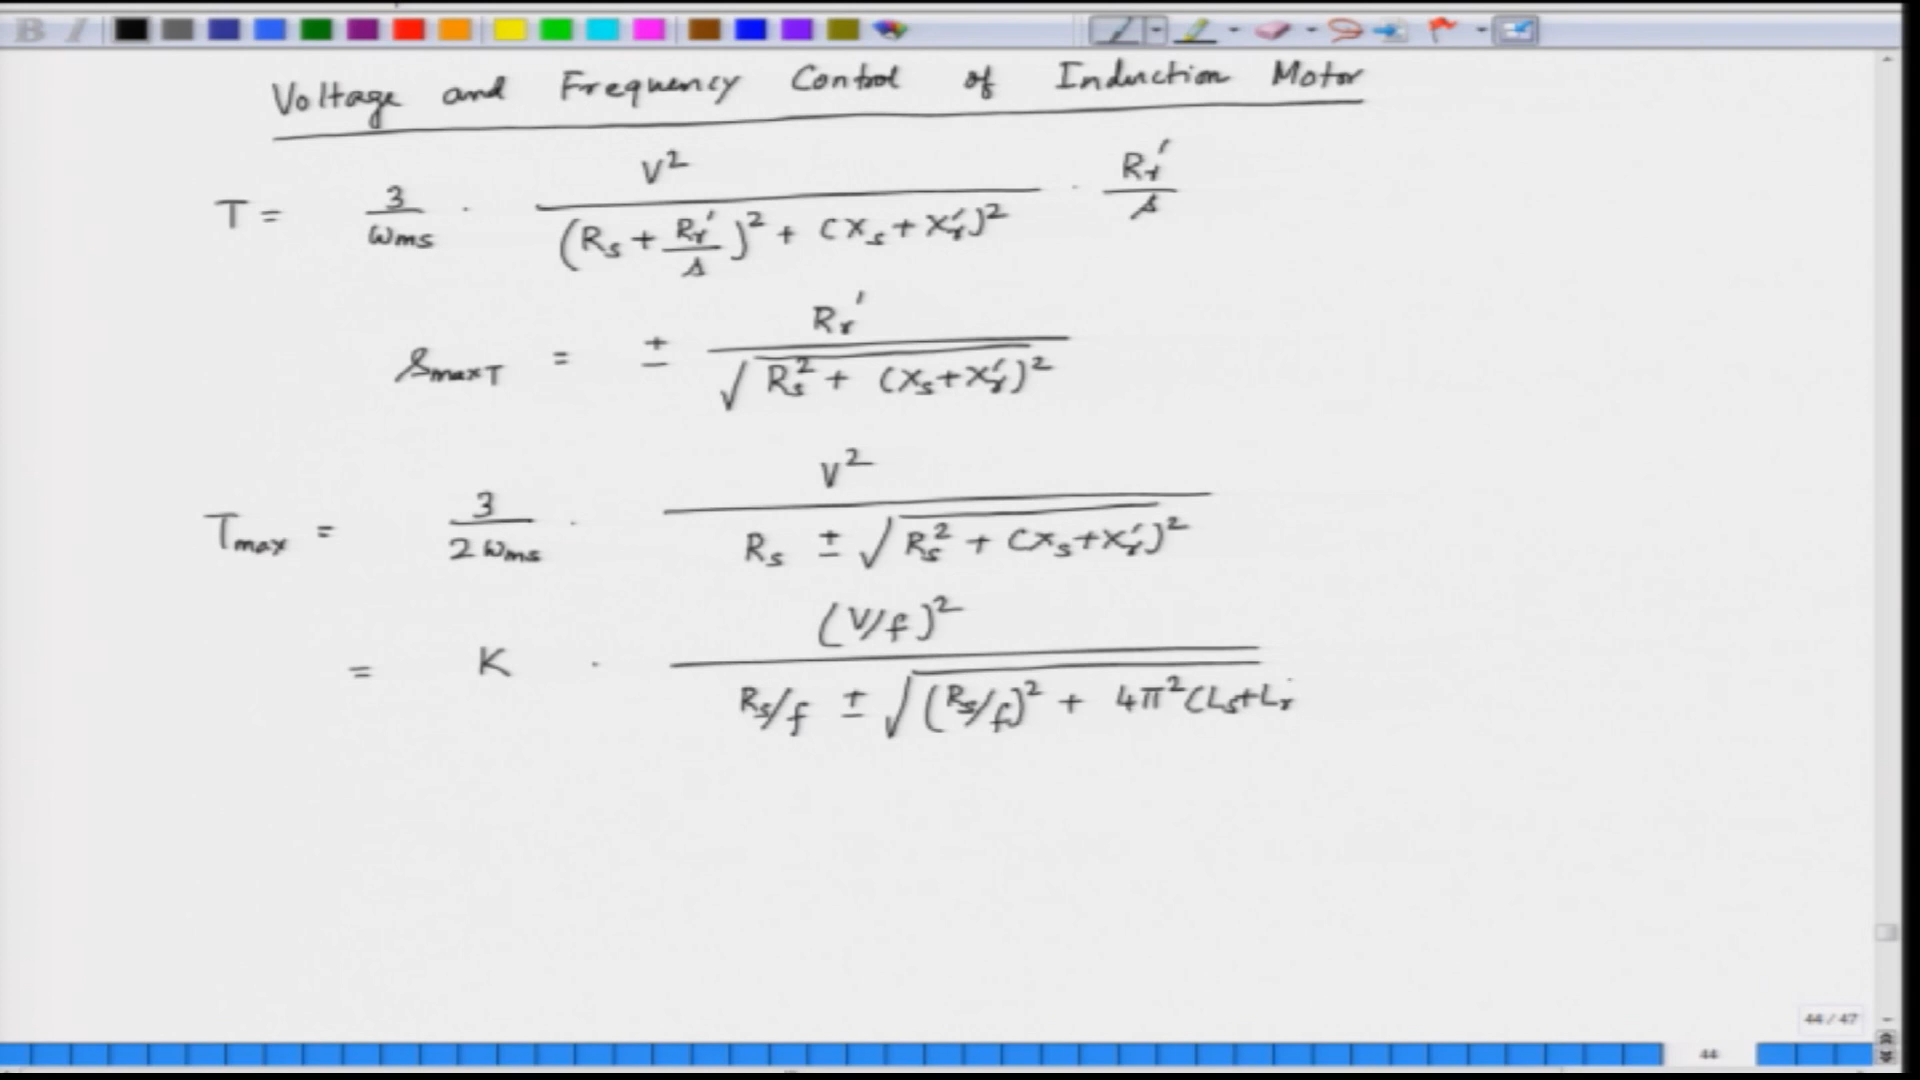 B I
Voltage and Frequency Control of Induction Motor
T = 3/ωms · V²/((Rs + Rr'/s)² + (Xs + Xr')²) · Rr'/s
smaxT = ± Rr'/√(Rs² + (Xs+Xr')²)
Tmax = 3/(2ωms) · V²/(Rs ± √(Rs² + (Xs+Xr')²))
= K · (V/f)²/(Rs/f ± √((Rs/f)² + 4π²(Ls+Lr
44 / 47
44